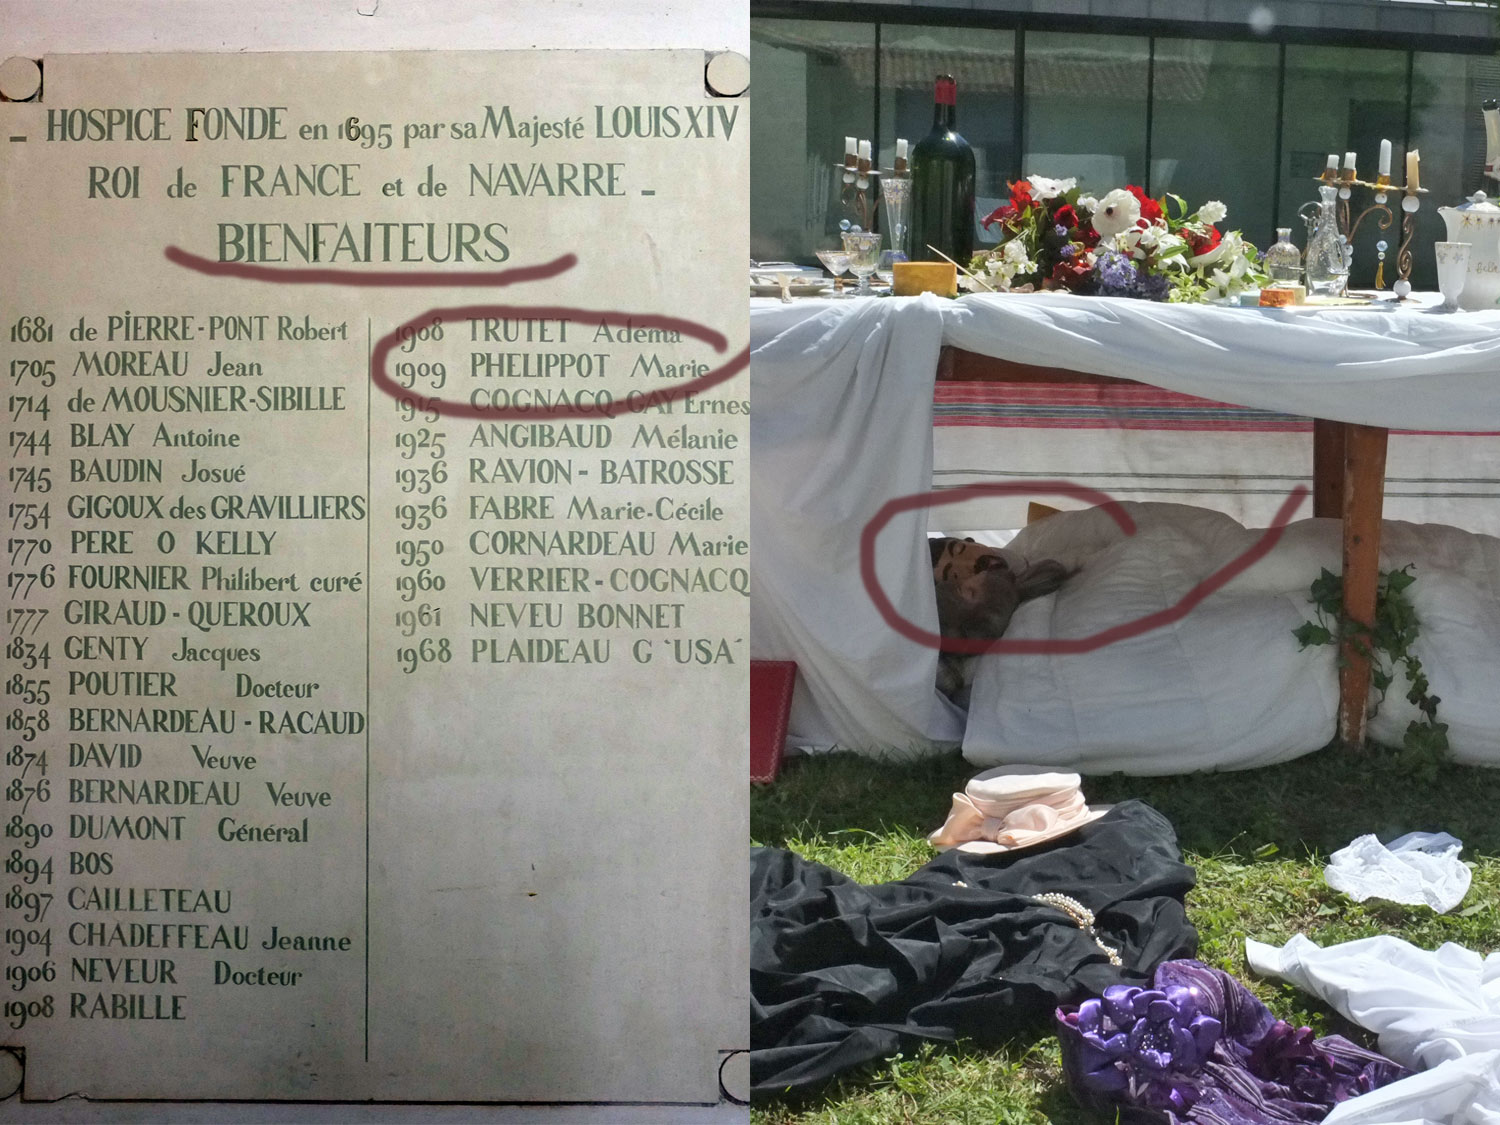 - HOSPICE FONDE en 1695 par sa Majesté LOUIS XIV
ROI de FRANCE et de NAVARRE -
BIENFAITEURS
1681 de PIERRE-PONT Robert
1705 MOREAU Jean
1714 de MOUSNIER-SIBILLE
1744 BLAY Antoine
1745 BAUDIN Josué
1754 GIGOUX des GRAVILLIERS
1770 PERE O KELLY
1776 FOURNIER Philibert curé
1777 GIRAUD-QUEROUX
1834 GENTY Jacques
1855 POUTIER Docteur
1858 BERNARDEAU-RACAUD
1874 DAVID Veuve
1876 BERNARDEAU Veuve
1890 DUMONT Général
1894 BOS
1897 CAILLETEAU
1904 CHADEFFEAU Jeanne
1906 NEVEUR Docteur
1908 RABILLE
1908 TRUTET Adéma
1909 PHELIPPOT Marie
1915 COGNACQ-GAY Ernes
1925 ANGIBAUD Mélanie
1936 RAVION-BATROSSE
1936 FABRE Marie-Cécile
1950 CORNARDEAU Marie
1960 VERRIER-COGNACQ
1961 NEVEU BONNET
1968 PLAIDEAU G `USA´